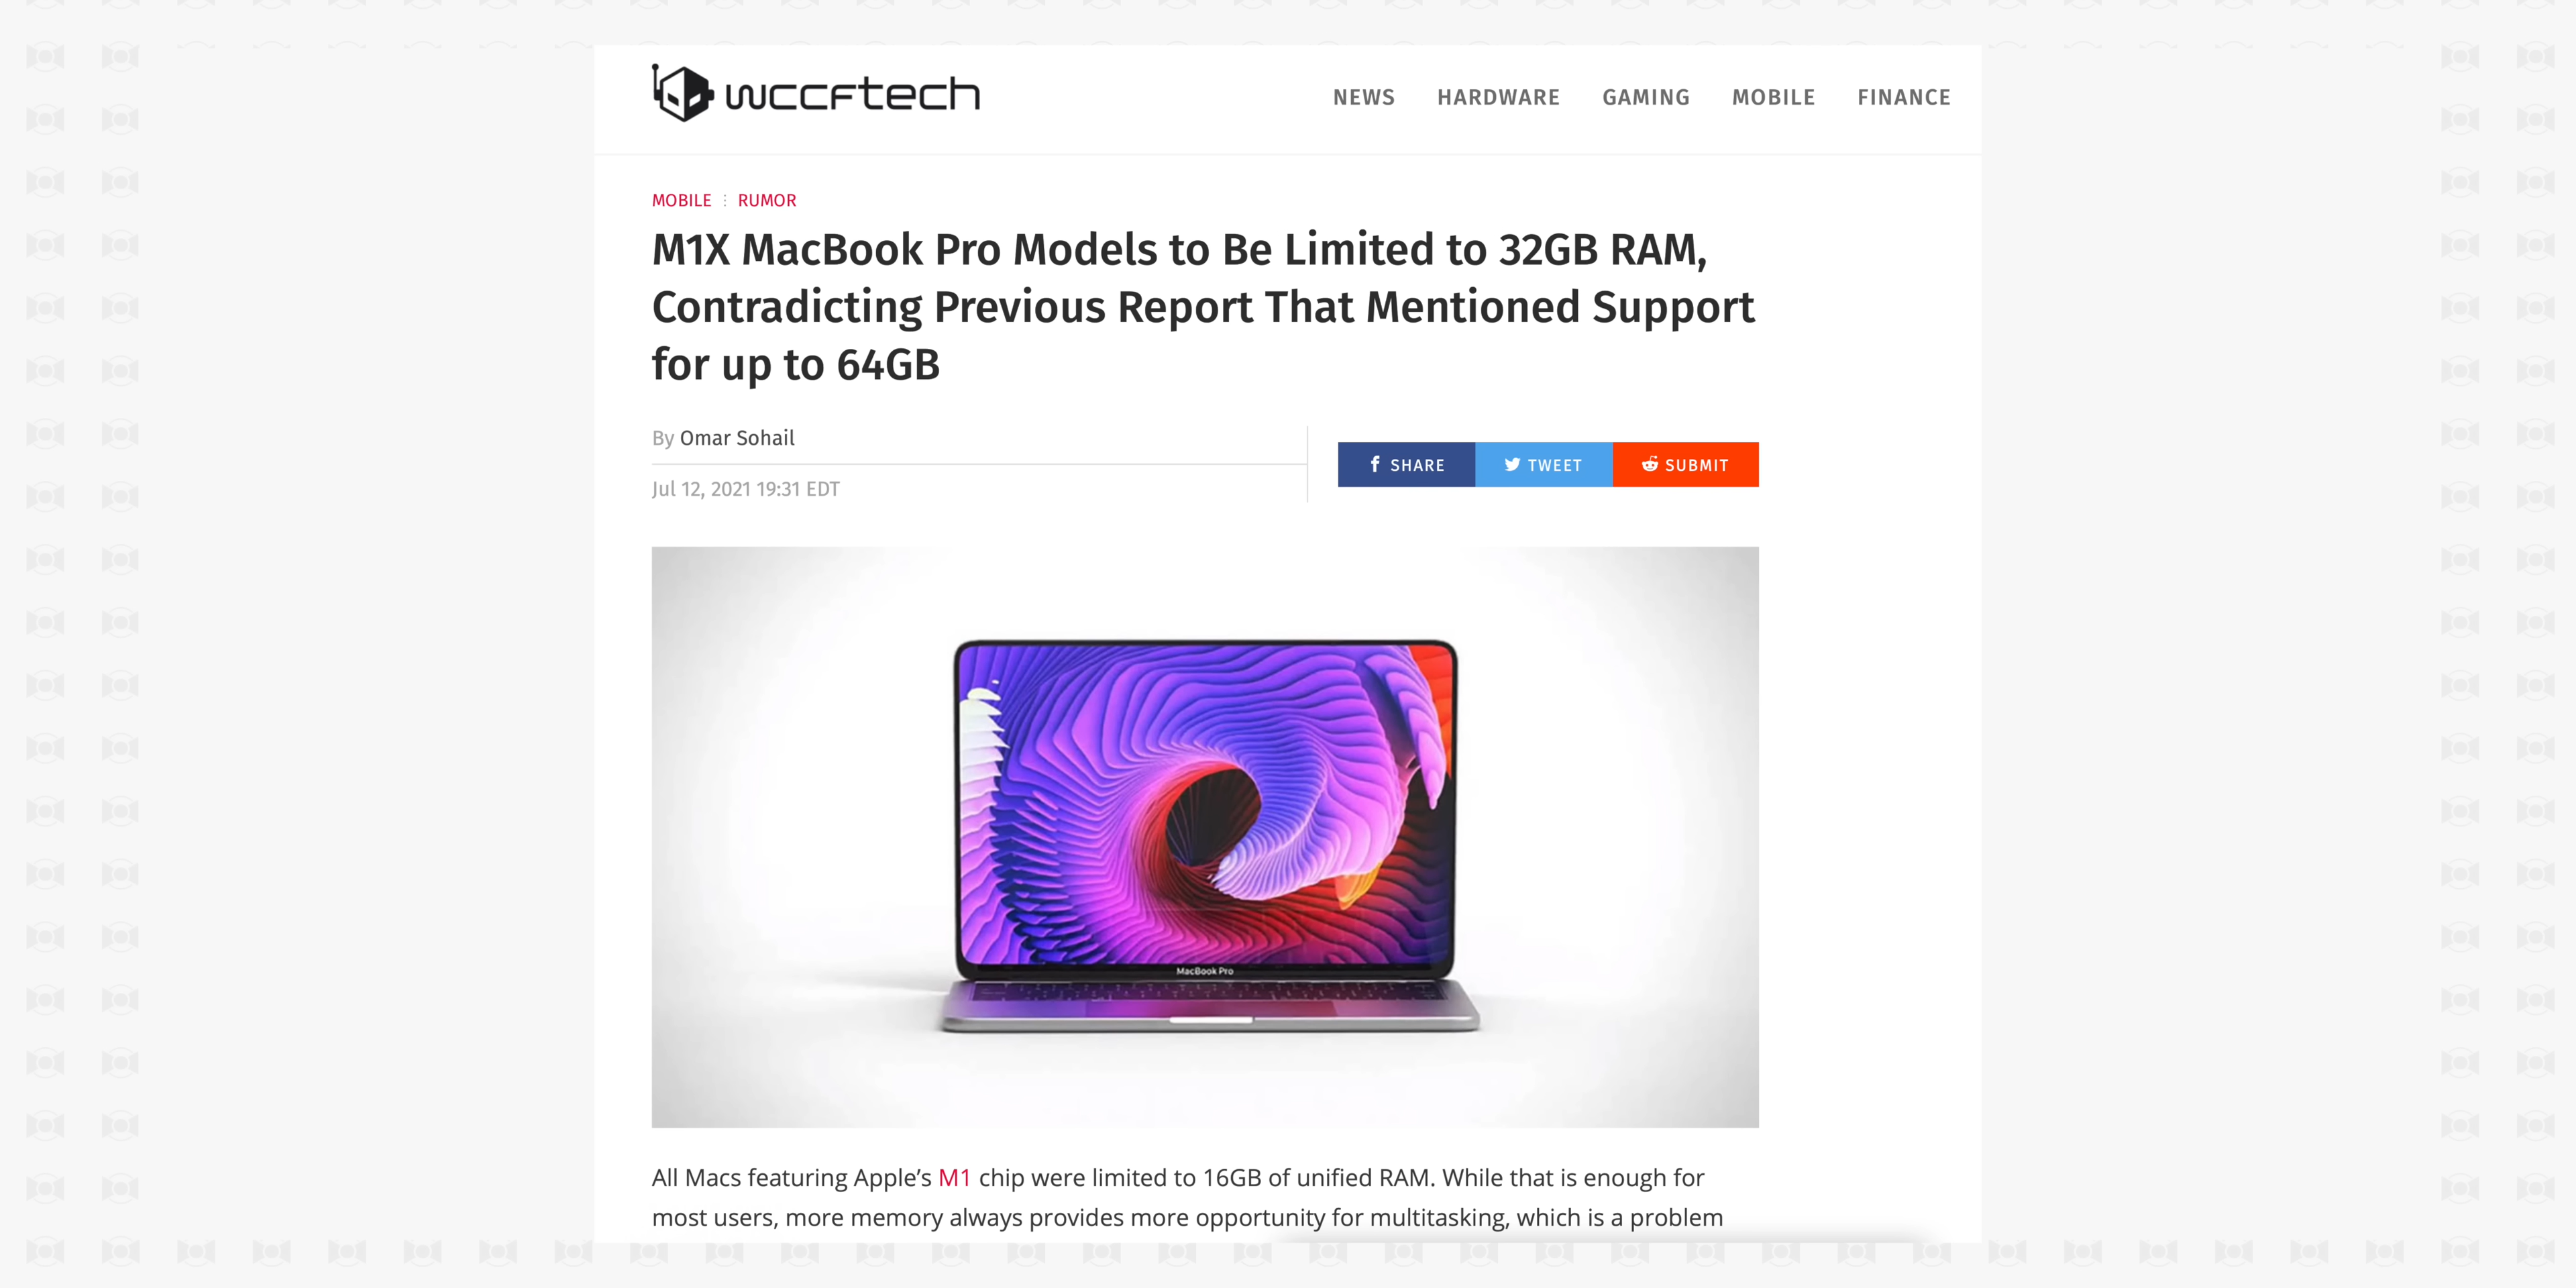 wccftech
NEWS HARDWARE GAMING MOBILE FINANCE
MOBILE RUMOR
M1X MacBook Pro Models to Be Limited to 32GB RAM,
Contradicting Previous Report That Mentioned Support
for up to 64GB
By Omar Sohail
Jul 12, 2021 19:31 EDT
SHARE TWEET SUBMIT
MacBook Pro
All Macs featuring Apple’s M1 chip were limited to 16GB of unified RAM. While that is enough for
most users, more memory always provides more opportunity for multitasking, which is a problem